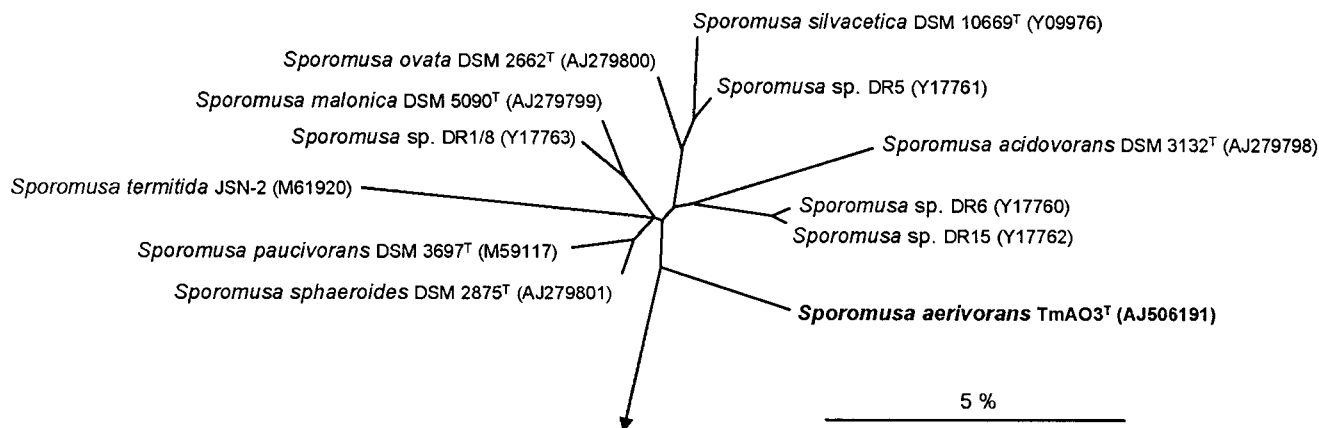 Sporomusa silvacetica DSM 10669ᵀ (Y09976)
Sporomusa ovata DSM 2662ᵀ (AJ279800)
Sporomusa sp. DR5 (Y17761)
Sporomusa malonica DSM 5090ᵀ (AJ279799)
Sporomusa sp. DR1/8 (Y17763)
Sporomusa acidovorans DSM 3132ᵀ (AJ279798)
Sporomusa termitida JSN-2 (M61920)
Sporomusa sp. DR6 (Y17760)
Sporomusa sp. DR15 (Y17762)
Sporomusa paucivorans DSM 3697ᵀ (M59117)
Sporomusa sphaeroides DSM 2875ᵀ (AJ279801)
Sporomusa aerivorans TmAO3ᵀ (AJ506191)
5 %